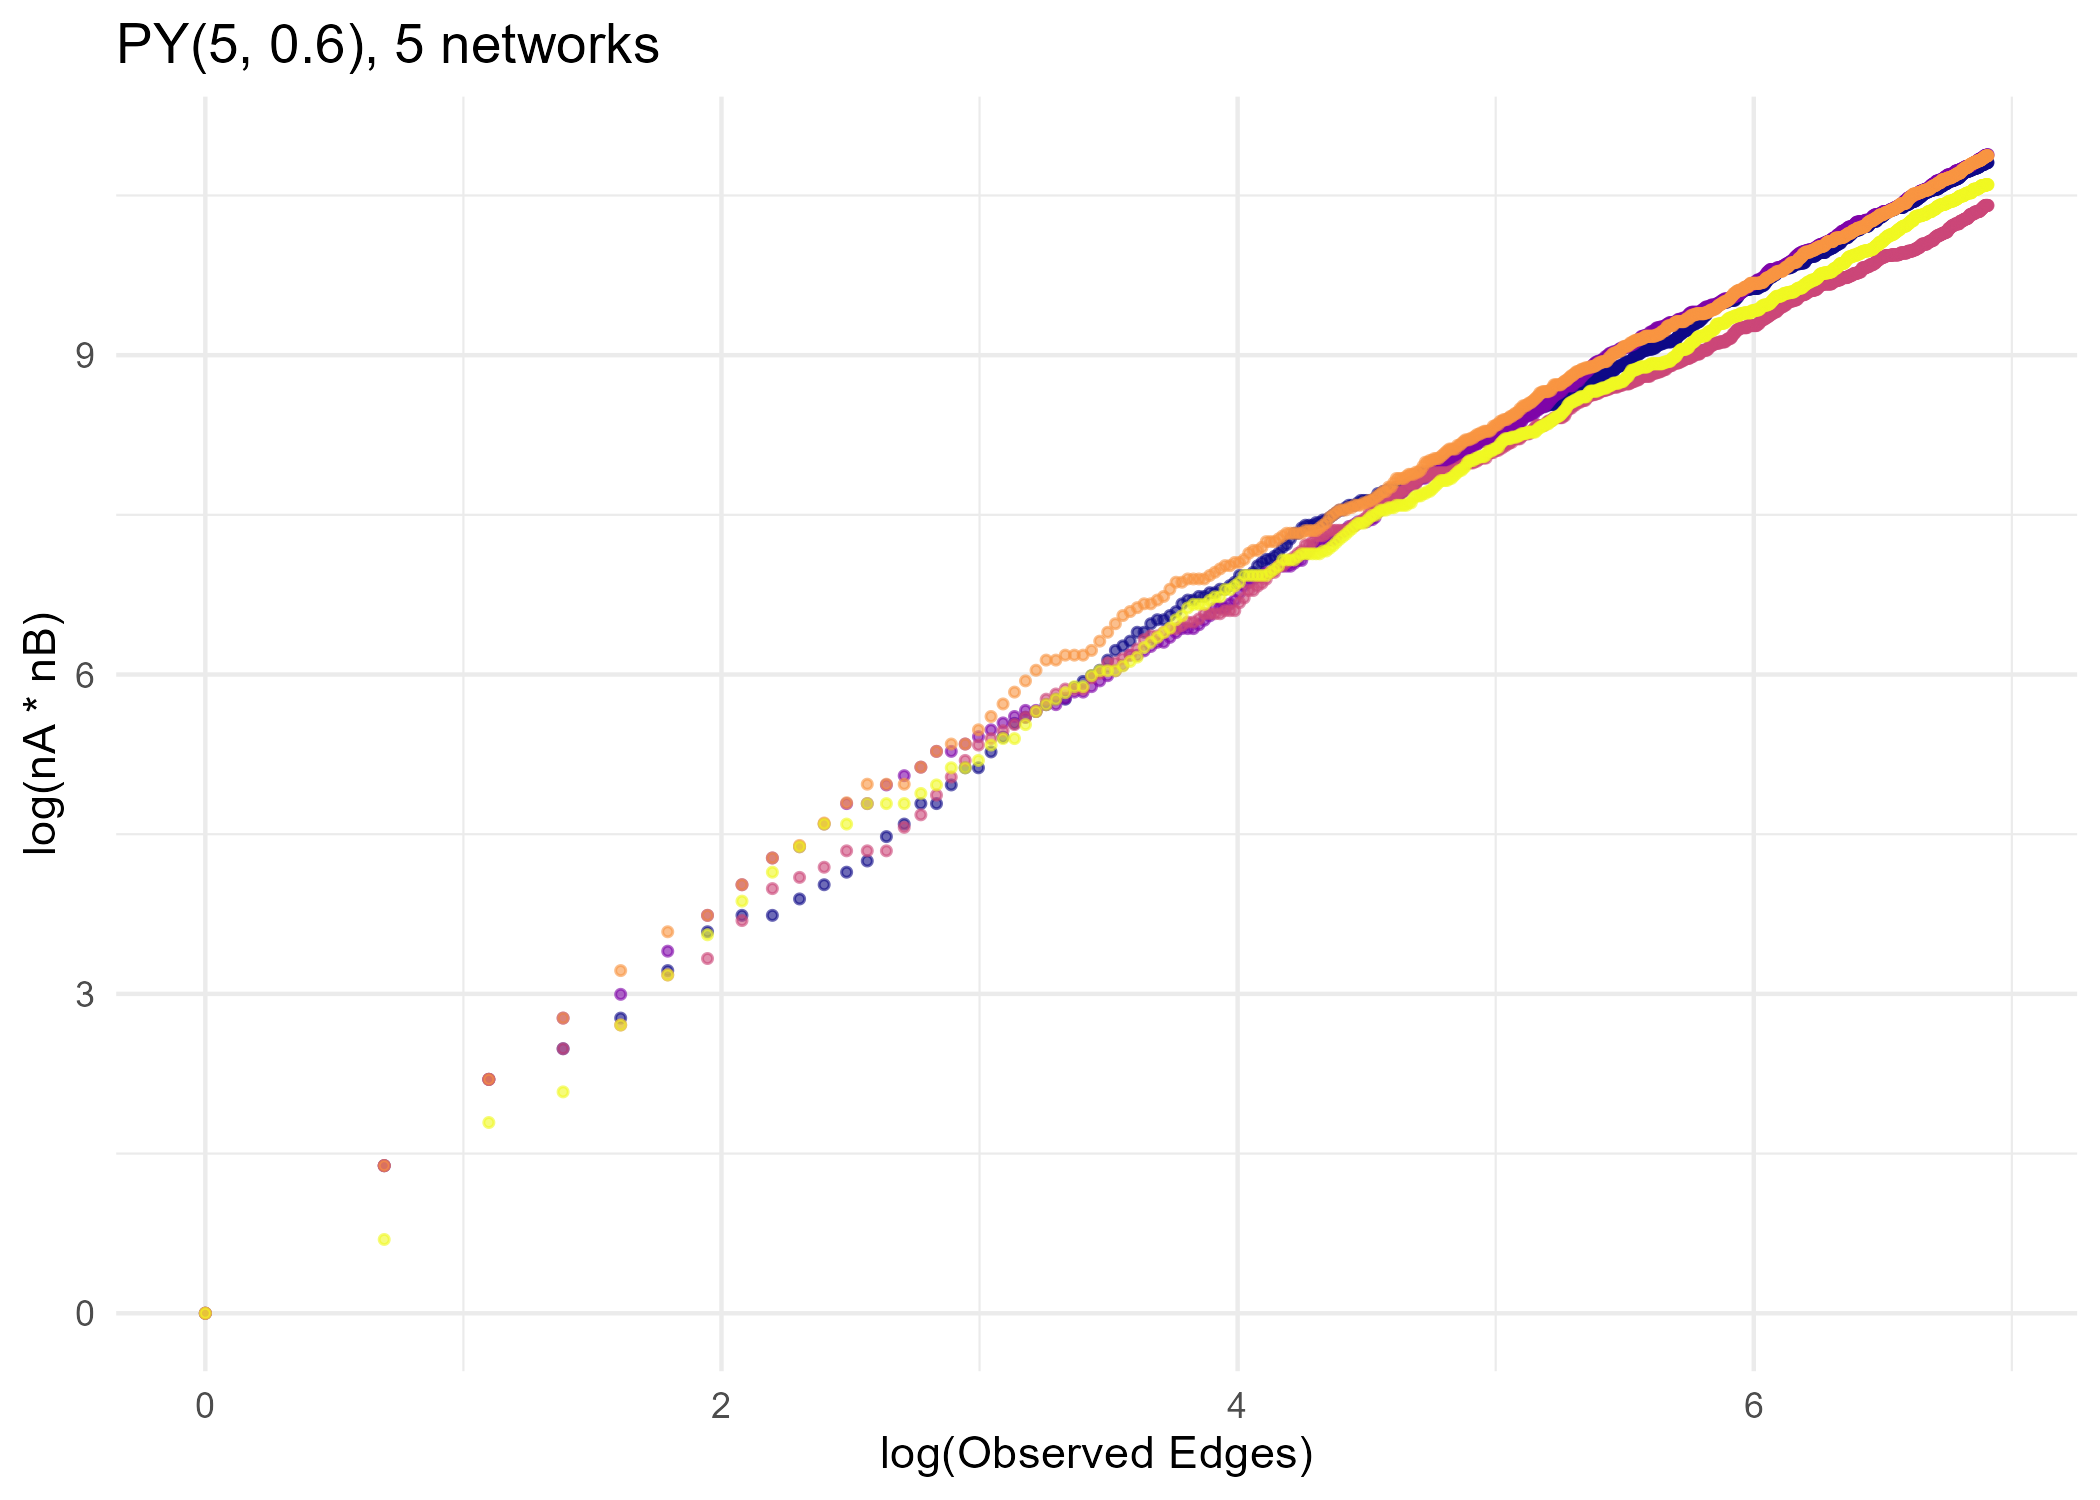 PY(5, 0.6), 5 networks
log(nA * nB)
9
6
3
0
0 2 4 6
log(Observed Edges)